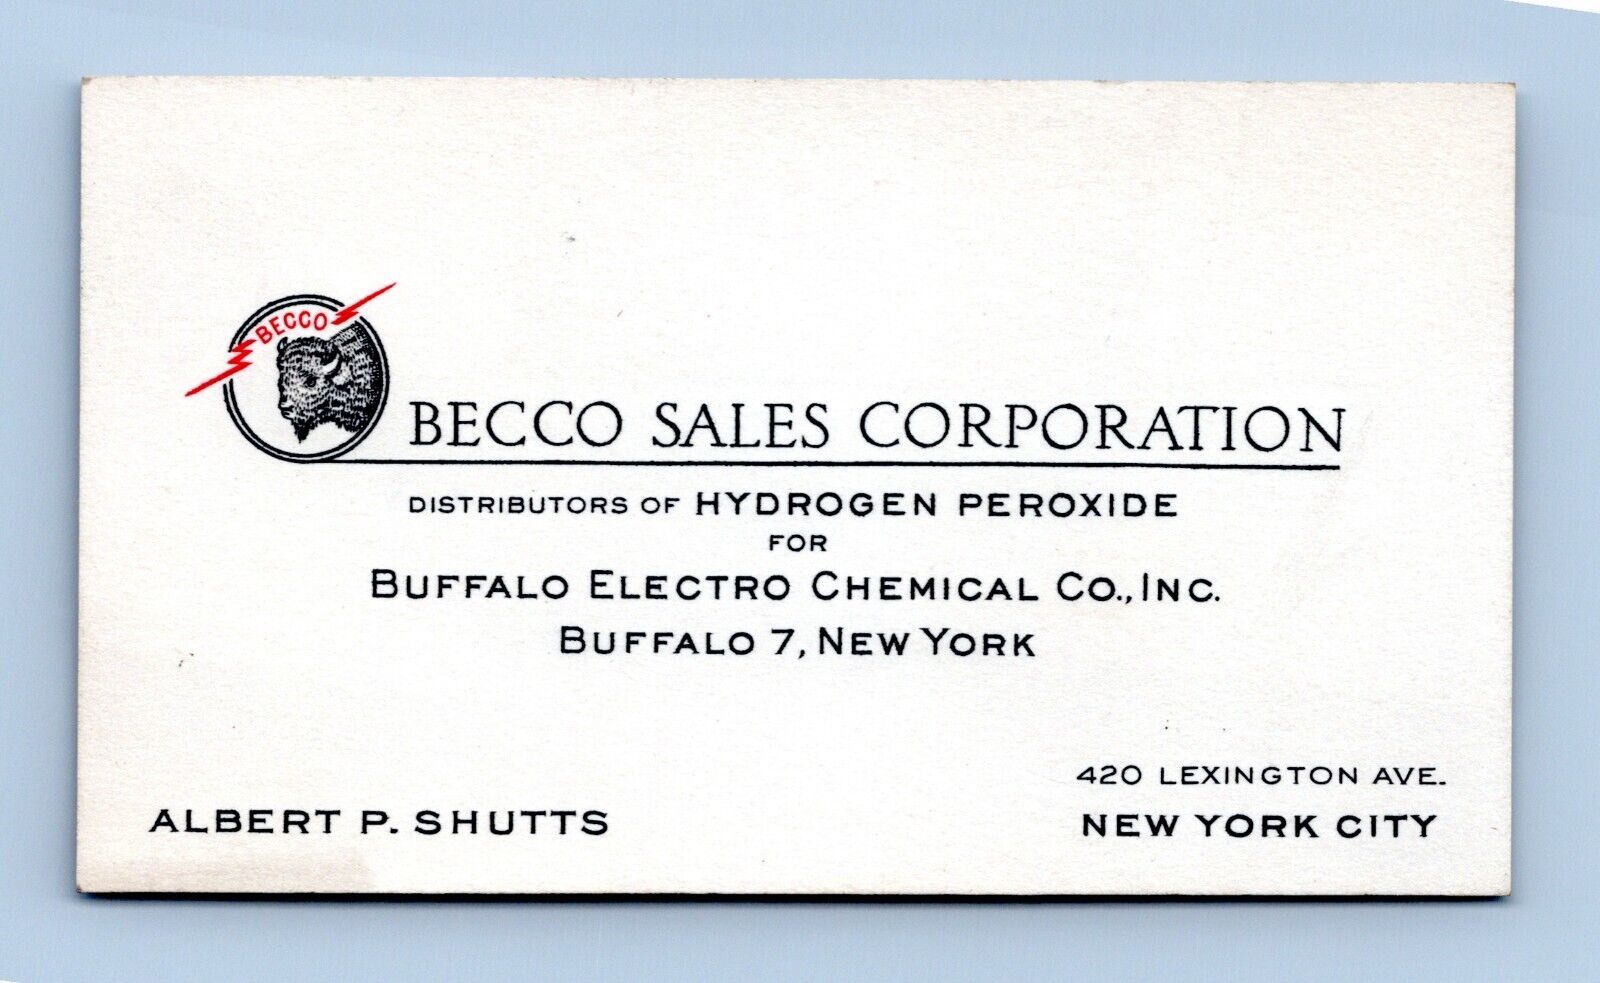 BECCO
BECCO SALES CORPORATION
DISTRIBUTORS OF HYDROGEN PEROXIDE
FOR
BUFFALO ELECTRO CHEMICAL CO., INC.
BUFFALO 7, NEW YORK
420 LEXINGTON AVE.
ALBERT P. SHUTTS
NEW YORK CITY